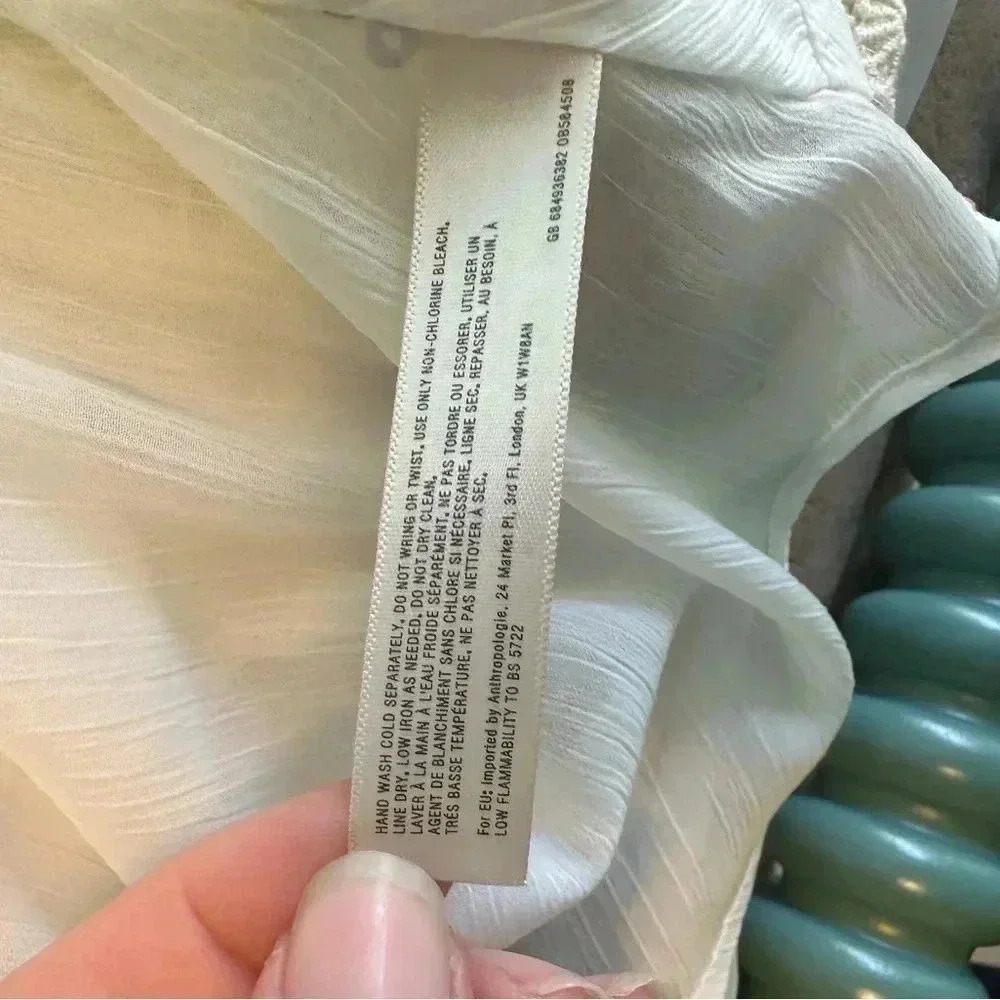 HAND WASH COLD SEPARATELY. DO NOT WRING OR TWIST. USE ONLY NON-CHLORINE BLEACH.
LINE DRY. LOW IRON AS NEEDED. DO NOT DRY CLEAN.
LAVER À LA MAIN À L'EAU FROIDE SÉPARÉMENT. NE PAS TORDRE OU ESSORER. UTILISER UN
AGENT DE BLANCHIMENT SANS CHLORE SI NÉCESSAIRE. LIGNE SEC. REPASSER, AU BESOIN, À
TRÉS BASSE TEMPÉRATURE. NE PAS NETTOYER À SEC.
For EU: Imported by Anthropologie. 24 Market Pl, 3rd Fl, London, UK W1W8AN
LOW FLAMMABILITY TO BS 5722
GB 684936382 0B584508